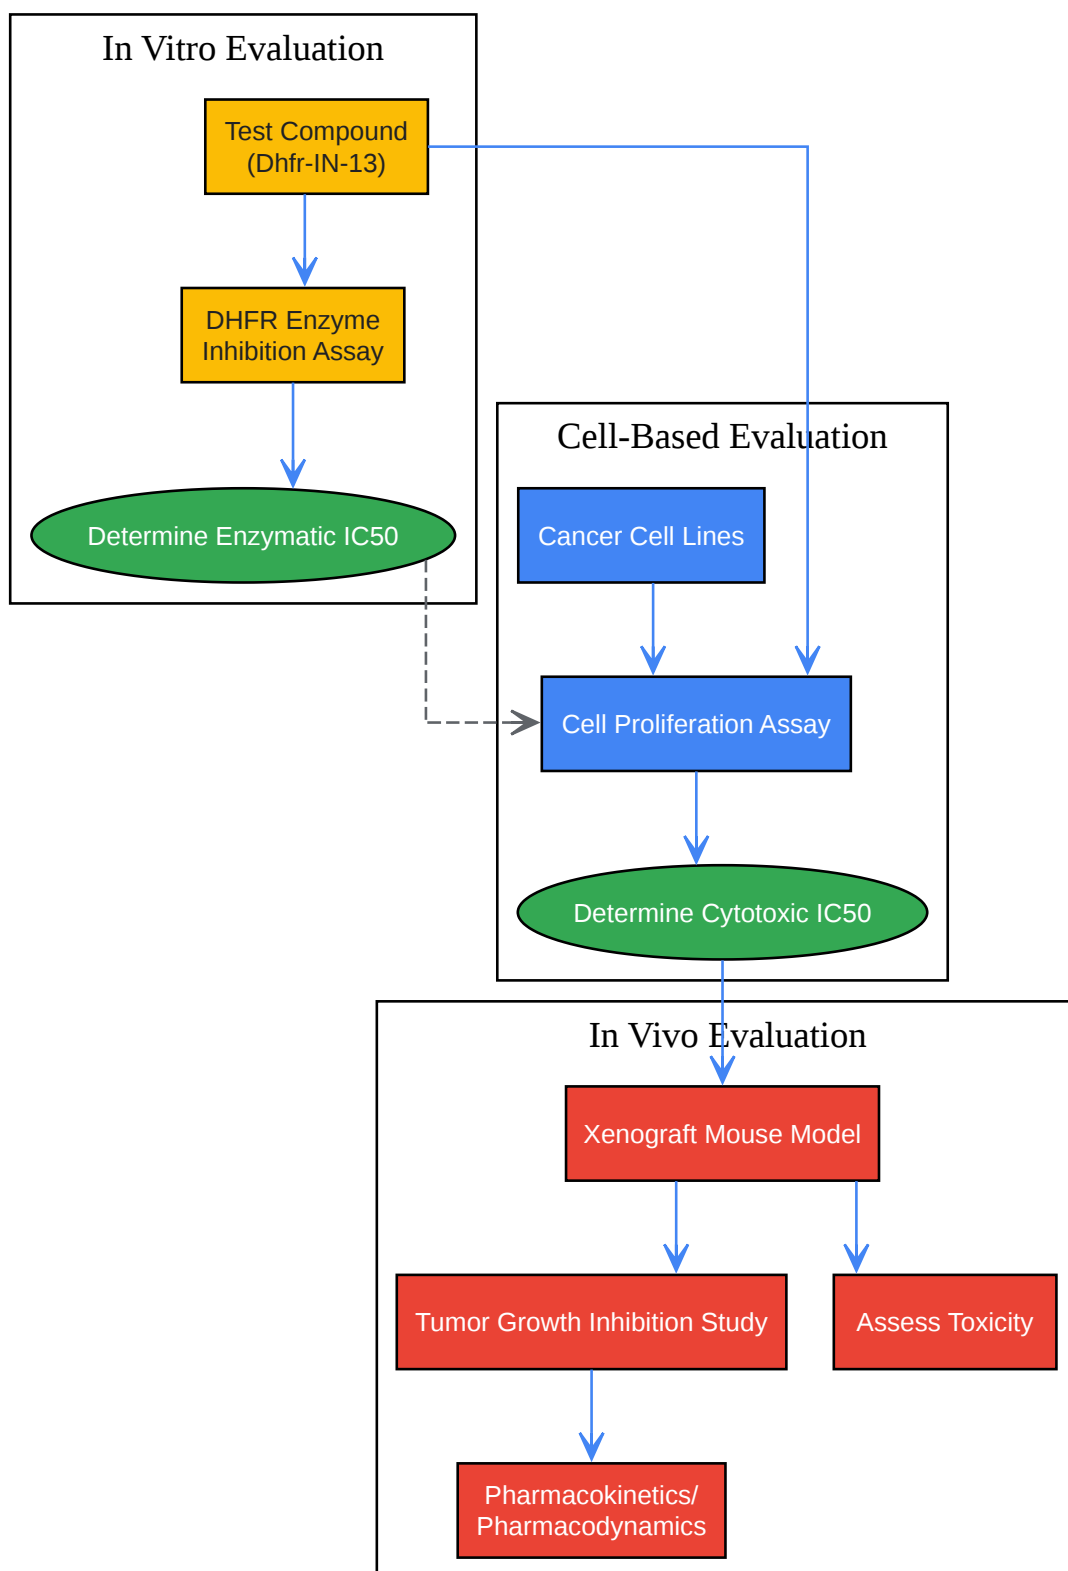 In Vitro Evaluation
Test Compound
(Dhfr-IN-13)
DHFR Enzyme
Inhibition Assay
Determine Enzymatic IC50
Cell-Based Evaluation
Cancer Cell Lines
Cell Proliferation Assay
Determine Cytotoxic IC50
In Vivo Evaluation
Xenograft Mouse Model
Tumor Growth Inhibition Study
Assess Toxicity
Pharmacokinetics/
Pharmacodynamics